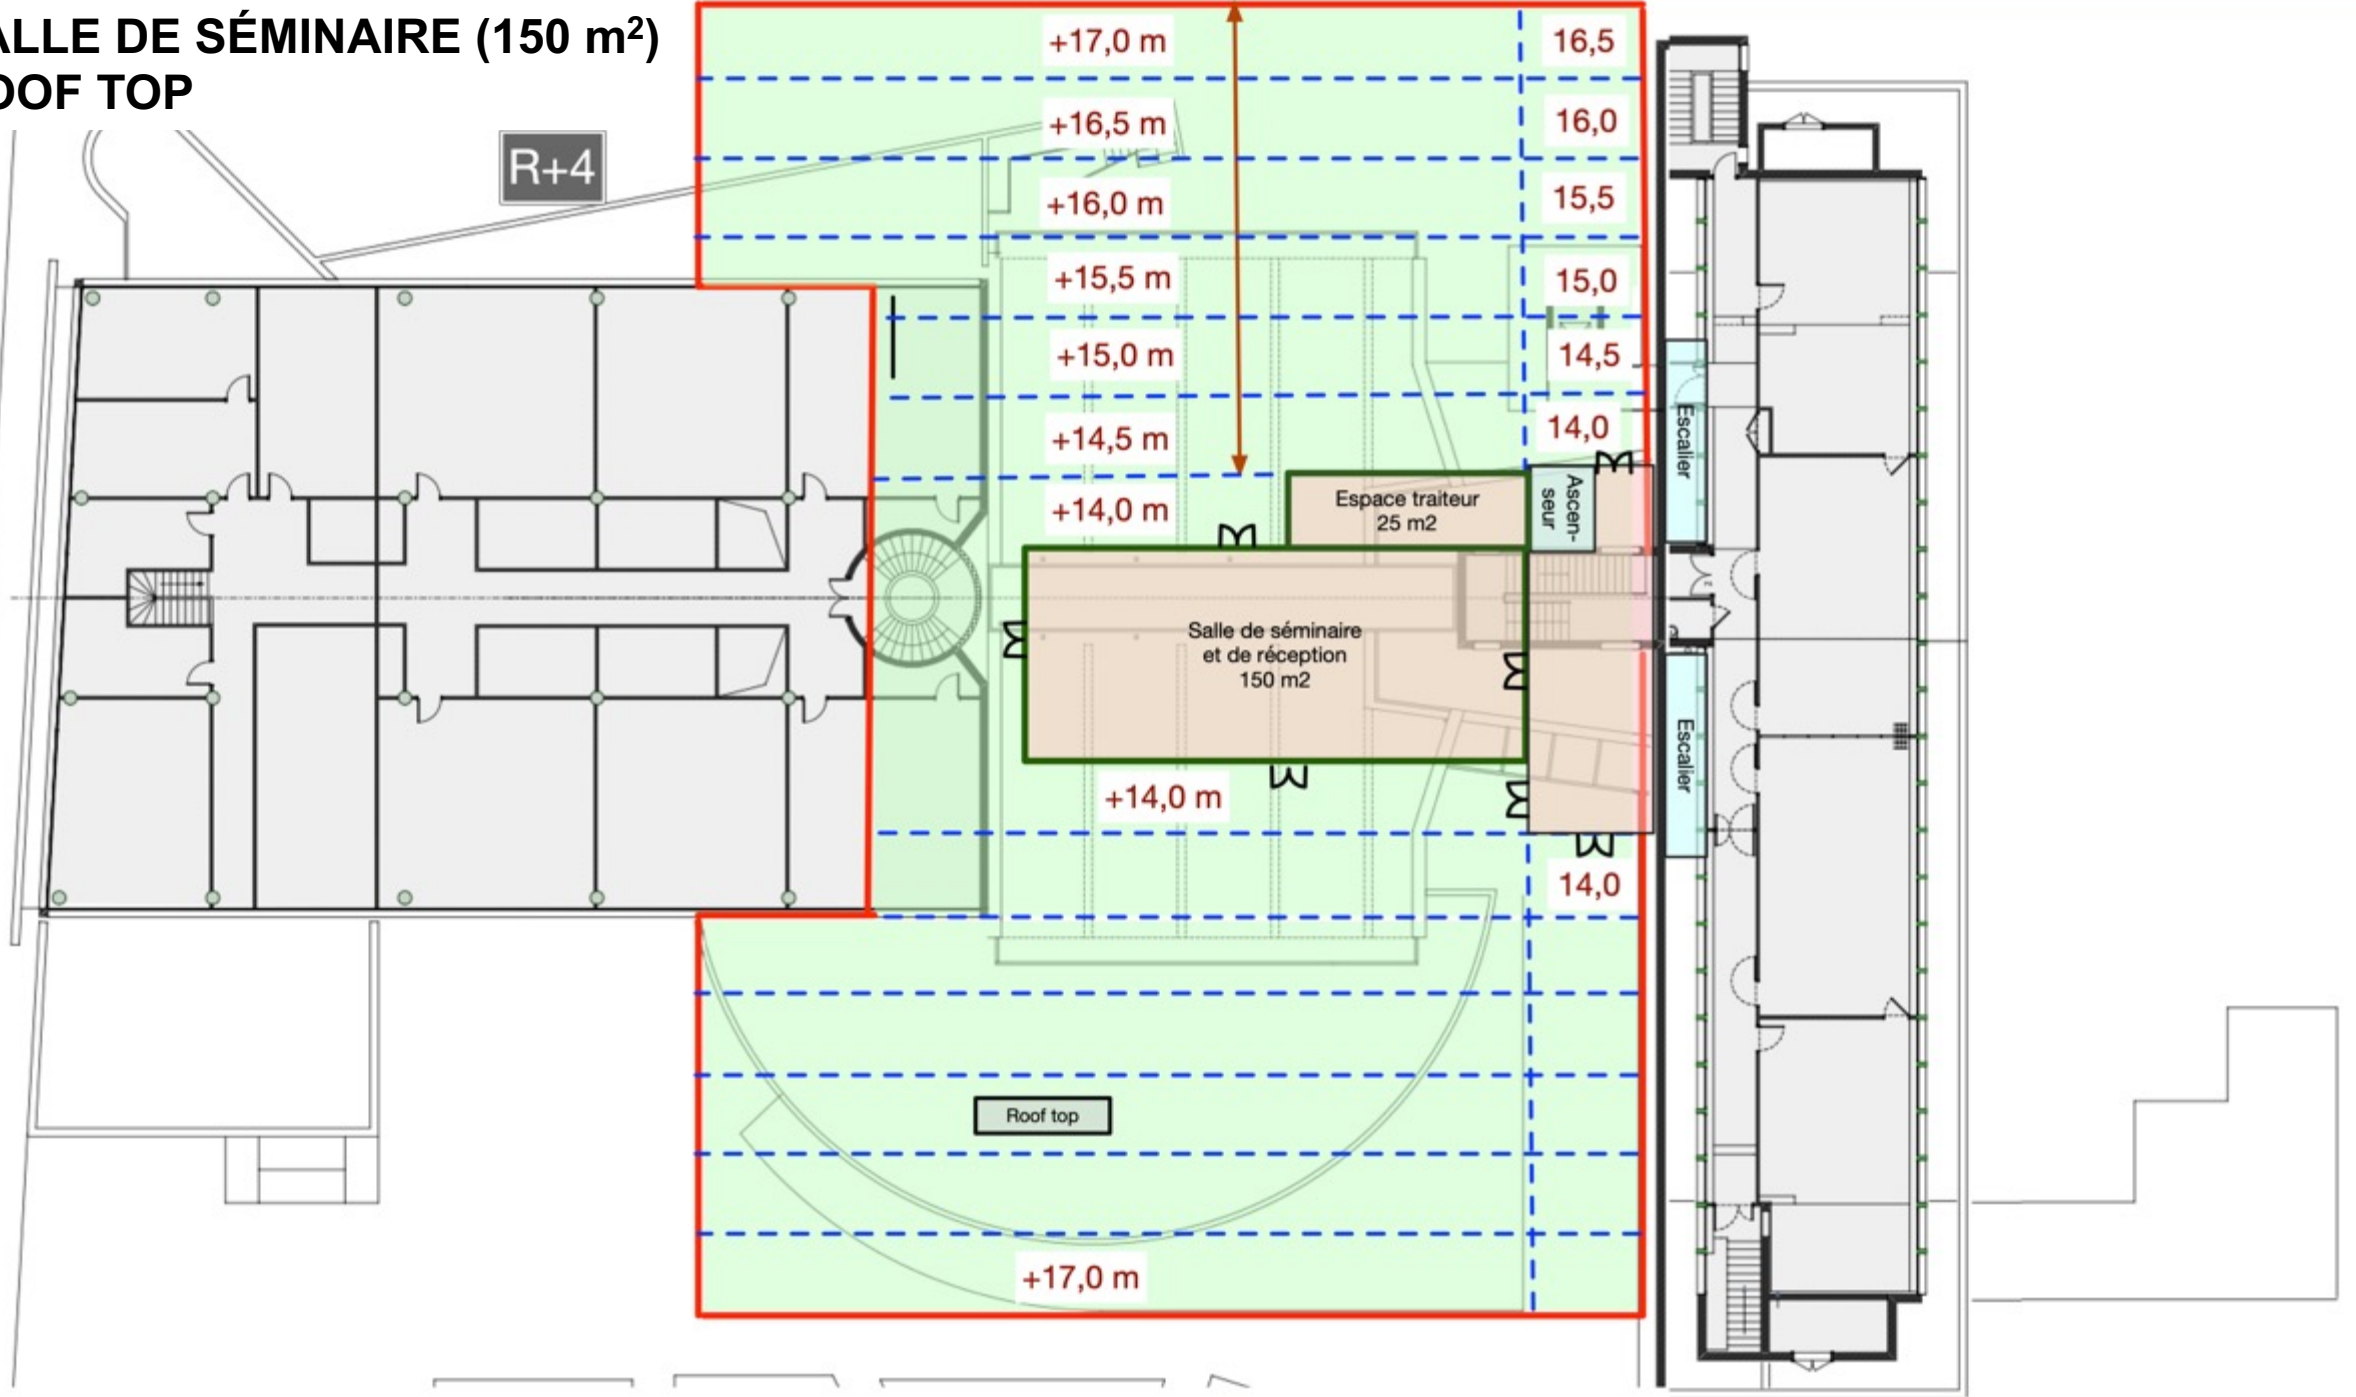 ALLE DE SÉMINAIRE (150 m²)
OOF TOP
R+4
+17,0 m
16,5
+16,5 m
16,0
+16,0 m
15,5
+15,5 m
15,0
+15,0 m
14,5
+14,5 m
14,0
+14,0 m
Espace traiteur
25 m2
Ascen-
seur
Escalier
Salle de séminaire
et de réception
150 m2
Escalier
+14,0 m
14,0
Roof top
+17,0 m